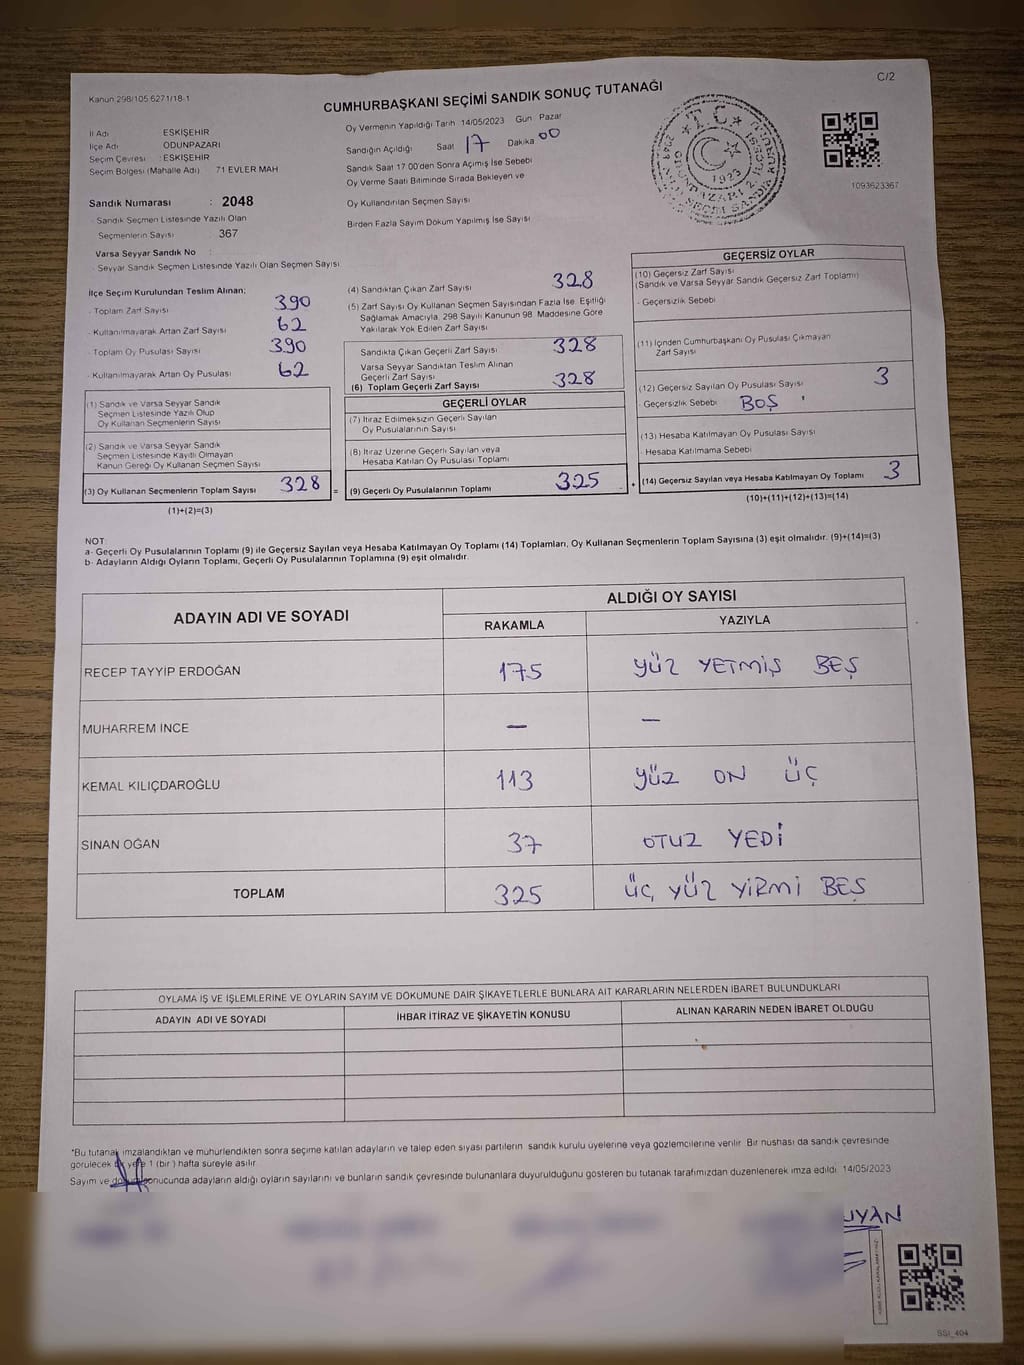 C/2
Kanun 298/105 6271/18-1
CUMHURBAŞKANI SEÇİMİ SANDIK SONUÇ TUTANAĞI
İl Adı ESKİŞEHİR
İlçe Adı ODUNPAZARI
Seçim Çevresi : ESKİŞEHİR
Seçim Bölgesi (Mahalle Adı) 71 EVLER MAH
Oy Vermenin Yapıldığı Tarih 14/05/2023 Gün Pazar
Sandığın Açıldığı Saat 17 Dakika 00
Sandık Saat 17 00'den Sonra Açımış İse Sebebi
Oy Verme Saati Bitiminde Sırada Bekleyen ve
Oy Kullandırılan Seçmen Sayısı
Birden Fazla Sayım Döküm Yapılmış İse Sayısı
T.C.
1923
1093623367
Sandık Numarası : 2048
Sandık Seçmen Listesinde Yazılı Olan
Seçmenlerin Sayısı 367
Varsa Seyyar Sandık No
- Seyyar Sandık Seçmen Listesinde Yazılı Olan Seçmen Sayısı
İlçe Seçim Kurulundan Teslim Alınan;
- Toplam Zarf Sayısı 390
- Kullanılmayarak Artan Zarf Sayısı 62
- Toplam Oy Pusulası Sayısı 390
- Kullanılmayarak Artan Oy Pusulası 62
(1) Sandık ve Varsa Seyyar Sandık
Seçmen Listesinde Yazılı Olup
Oy Kullanan Seçmenlerin Sayısı
(2) Sandık ve Varsa Seyyar Sandık
Seçmen Listesinde Kayıtlı Olmayan
Kanun Gereği Oy Kullanan Seçmen Sayısı
(3) Oy Kullanan Seçmenlerin Toplam Sayısı 328
(1)+(2)=(3)
(4) Sandıktan Çıkan Zarf Sayısı 328
(5) Zarf Sayısı Oy Kullanan Seçmen Sayısından Fazla İse, Eşitliği
Sağlamak Amacıyla, 298 Sayılı Kanunun 98. Maddesine Göre
Yakılarak Yok Edilen Zarf Sayısı
Sandıkta Çıkan Geçerli Zarf Sayısı 328
Varsa Seyyar Sandıktan Teslim Alınan
Geçerli Zarf Sayısı
(6) Toplam Geçerli Zarf Sayısı 328
GEÇERLİ OYLAR
(7) İtiraz Edilmeksizin Geçerli Sayılan
Oy Pusulalarının Sayısı
(8) İtiraz Üzerine Geçerli Sayılan veya
Hesaba Katılan Oy Pusulası Toplamı
= (9) Geçerli Oy Pusulalarının Toplamı 325
GEÇERSİZ OYLAR
(10) Geçersiz Zarf Sayısı
(Sandık ve Varsa Seyyar Sandık Geçersiz Zarf Toplamı)
- Geçersizlik Sebebi
(11) İçinden Cumhurbaşkanı Oy Pusulası Çıkmayan
Zarf Sayısı
(12) Geçersiz Sayılan Oy Pusulası Sayısı 3
- Geçersizlik Sebebi BOŞ
(13) Hesaba Katılmayan Oy Pusulası Sayısı
- Hesaba Katılmama Sebebi
+ (14) Geçersiz Sayılan veya Hesaba Katılmayan Oy Toplamı 3
(10)+(11)+(12)+(13)=(14)
NOT:
a- Geçerli Oy Pusulalarının Toplamı (9) ile Geçersiz Sayılan veya Hesaba Katılmayan Oy Toplamı (14) Toplamları, Oy Kullanan Seçmenlerin Toplam Sayısına (3) eşit olmalıdır. (9)+(14)=(3)
b- Adayların Aldığı Oyların Toplamı, Geçerli Oy Pusulalarının Toplamına (9) eşit olmalıdır.
ADAYIN ADI VE SOYADI
ALDIĞI OY SAYISI
RAKAMLA YAZIYLA
RECEP TAYYİP ERDOĞAN 175 YÜZ YETMİŞ BEŞ
MUHARREM İNCE — —
KEMAL KILIÇDAROĞLU 113 YÜZ ON ÜÇ
SİNAN OĞAN 37 OTUZ YEDİ
TOPLAM 325 ÜÇ YÜZ YİRMİ BEŞ
OYLAMA İŞ VE İŞLEMLERİNE VE OYLARIN SAYIM VE DÖKÜMÜNE DAİR ŞİKAYETLERLE BUNLARA AİT KARARLARIN NELERDEN İBARET BULUNDUKLARI
ADAYIN ADI VE SOYADI İHBAR İTİRAZ VE ŞİKAYETİN KONUSU ALINAN KARARIN NEDEN İBARET OLDUĞU
*Bu tutanak imzalandıktan ve mühürlendikten sonra seçime katılan adayların ve talep eden siyasi partilerin sandık kurulu üyelerine veya gözlemcilerine verilir. Bir nüshası da sandık çevresinde
görülecek bir yere 1 (bir) hafta süreyle asılır
Sayım ve döküm sonucunda adayların aldığı oyların sayılarını ve bunların sandık çevresinde bulunanlara duyurulduğunu gösteren bu tutanak tarafımızdan düzenlenerek imza edildi. 14/05/2023
UYAN
SSI_404